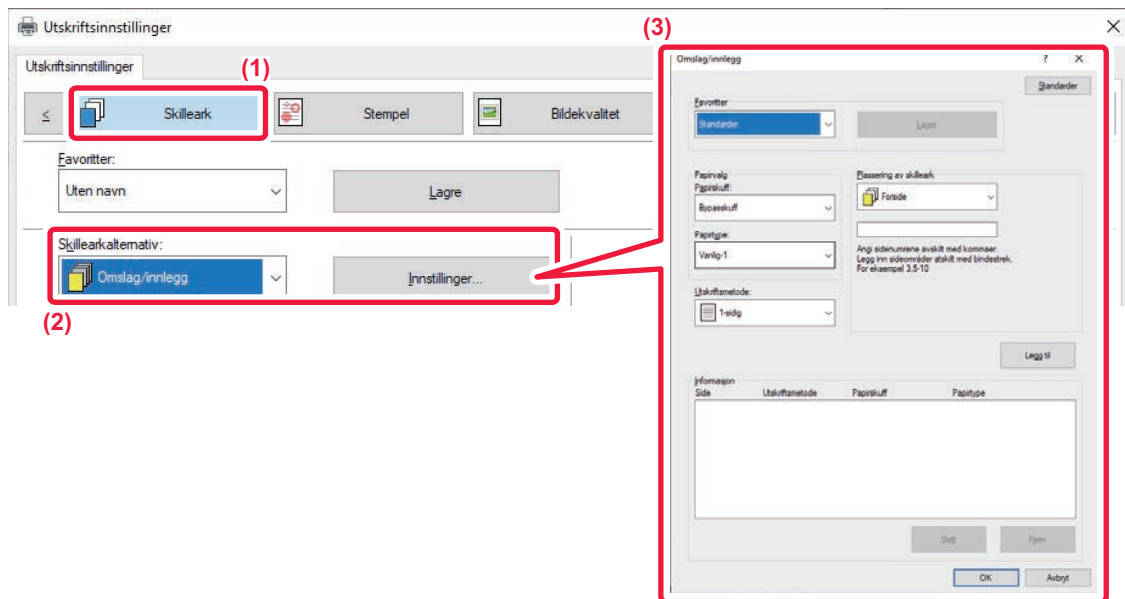 Utskriftsinnstillinger
Utskriftsinnstillinger
(1)
≤ Skilleark Stempel Bildekvalitet
Favoritter:
Uten navn Lagre
Skillearkalternativ:
Omslag/innlegg Innstillinger...
(2)
(3)
Omslag/innlegg ? X
Standarder
Favoritter
Standarder Lagre
Papirvalg
Papirskuff:
Bypasskuff
Papirtype:
Vanlig-1
Utskriftsmetode:
1-sidig
Plassering av skilleark
Forside
Angi sidenumrene avskilt med kommaer.
Legg inn sideområder atskilt med bindestrek.
For eksempel 3,5-10
Legg til
Informasjon
Side Utskriftsmetode Papirskuff Papirtype
Slett Fjern
OK Avbryt